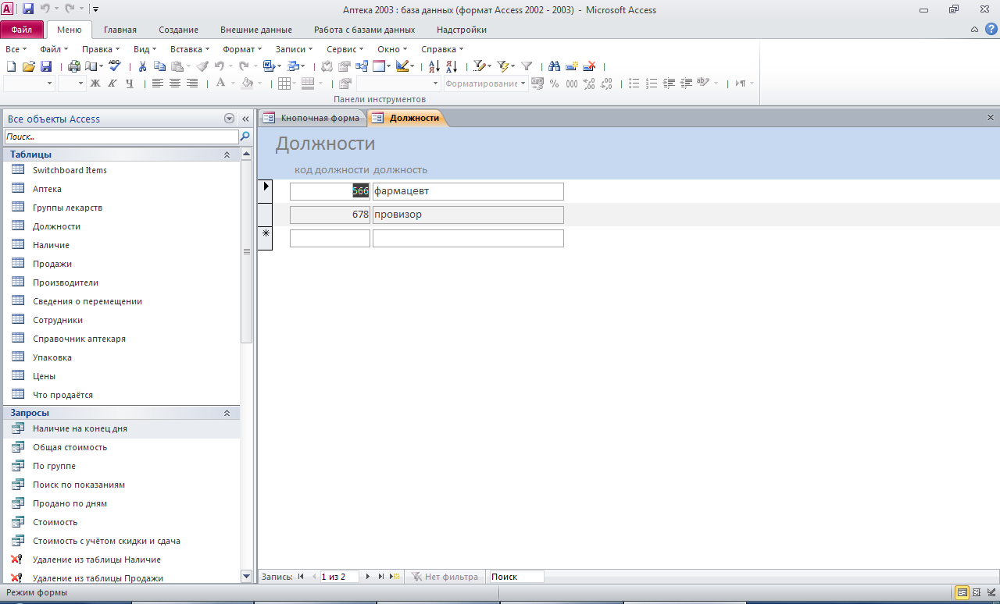 Аптека 2003 : база данных (формат Access 2002 - 2003) - Microsoft Access
Файл Меню Главная Создание Внешние данные Работа с базами данных Надстройки
Все Файл Правка Вид Вставка Формат Записи Сервис Окно Справка
Ж К Ч Форматирование % 000
Панели инструментов
Все объекты Access
Поиск...
Таблицы
Switchboard Items
Аптека
Группы лекарств
Должности
Наличие
Продажи
Производители
Сведения о перемещении
Сотрудники
Справочник аптекаря
Упаковка
Цены
Что продаётся
Запросы
Наличие на конец дня
Общая стоимость
По группе
Поиск по показаниям
Продано по дням
Стоимость
Стоимость с учётом скидки и сдача
Удаление из таблицы Наличие
Удаление из таблицы Продажи
Кнопочная форма Должности
Должности
код должности должность
566 фармацевт
678 провизор
Запись: 1 из 2 Нет фильтра Поиск
Режим формы